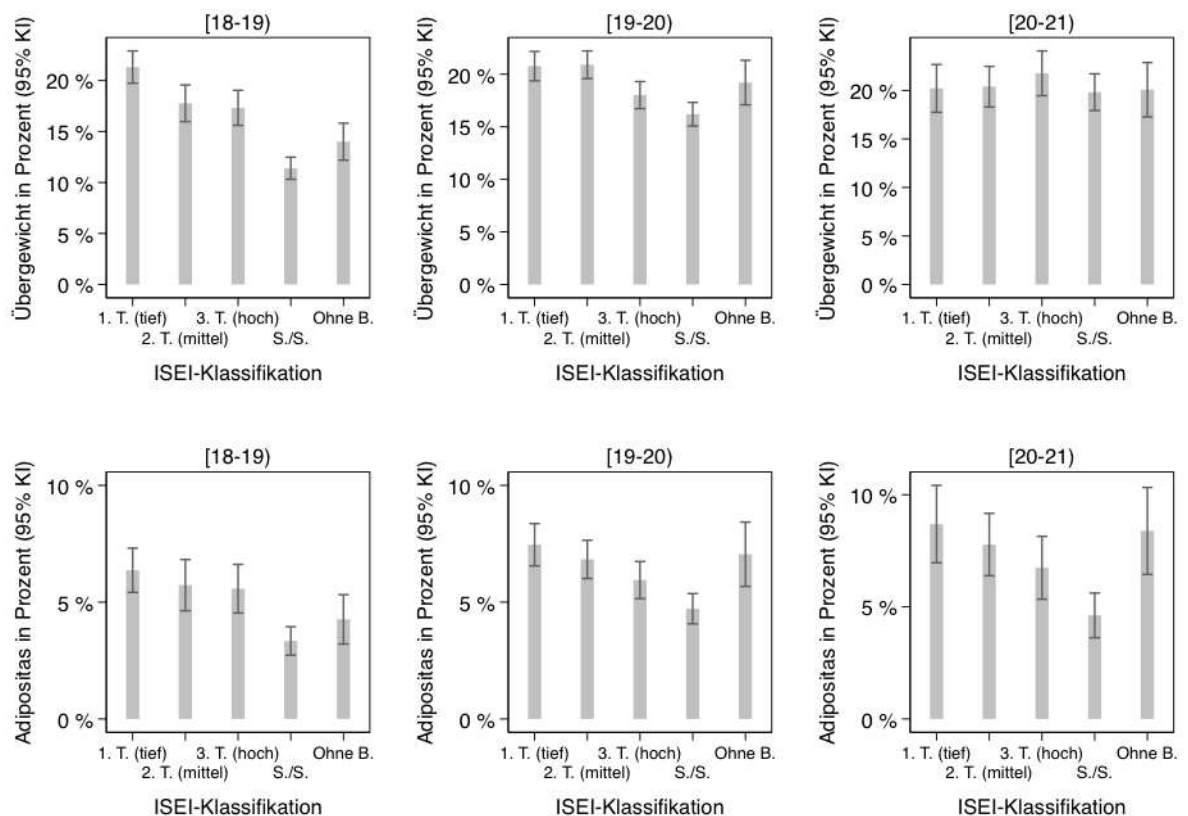 [18-19)
Übergewicht in Prozent (95% KI)
20 %
15 %
10 %
5 %
0 %
1. T. (tief) 3. T. (hoch) Ohne B.
2. T. (mittel) S./S.
ISEI-Klassifikation
[19-20)
Übergewicht in Prozent (95% KI)
20 %
15 %
10 %
5 %
0 %
1. T. (tief) 3. T. (hoch) Ohne B.
2. T. (mittel) S./S.
ISEI-Klassifikation
[20-21)
Übergewicht in Prozent (95% KI)
20 %
15 %
10 %
5 %
0 %
1. T. (tief) 3. T. (hoch) Ohne B.
2. T. (mittel) S./S.
ISEI-Klassifikation
[18-19)
Adipositas in Prozent (95% KI)
10 %
5 %
0 %
1. T. (tief) 3. T. (hoch) Ohne B.
2. T. (mittel) S./S.
ISEI-Klassifikation
[19-20)
Adipositas in Prozent (95% KI)
10 %
5 %
0 %
1. T. (tief) 3. T. (hoch) Ohne B.
2. T. (mittel) S./S.
ISEI-Klassifikation
[20-21)
Adipositas in Prozent (95% KI)
10 %
5 %
0 %
1. T. (tief) 3. T. (hoch) Ohne B.
2. T. (mittel) S./S.
ISEI-Klassifikation